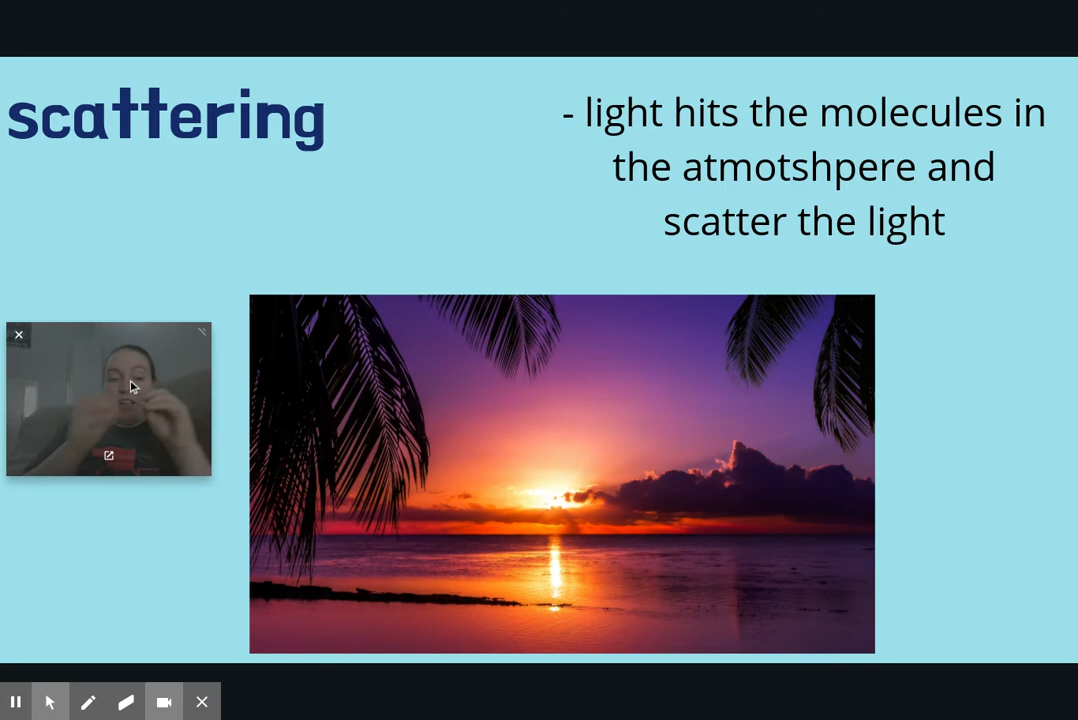 scattering
- light hits the molecules in
the atmotshpere and
scatter the light